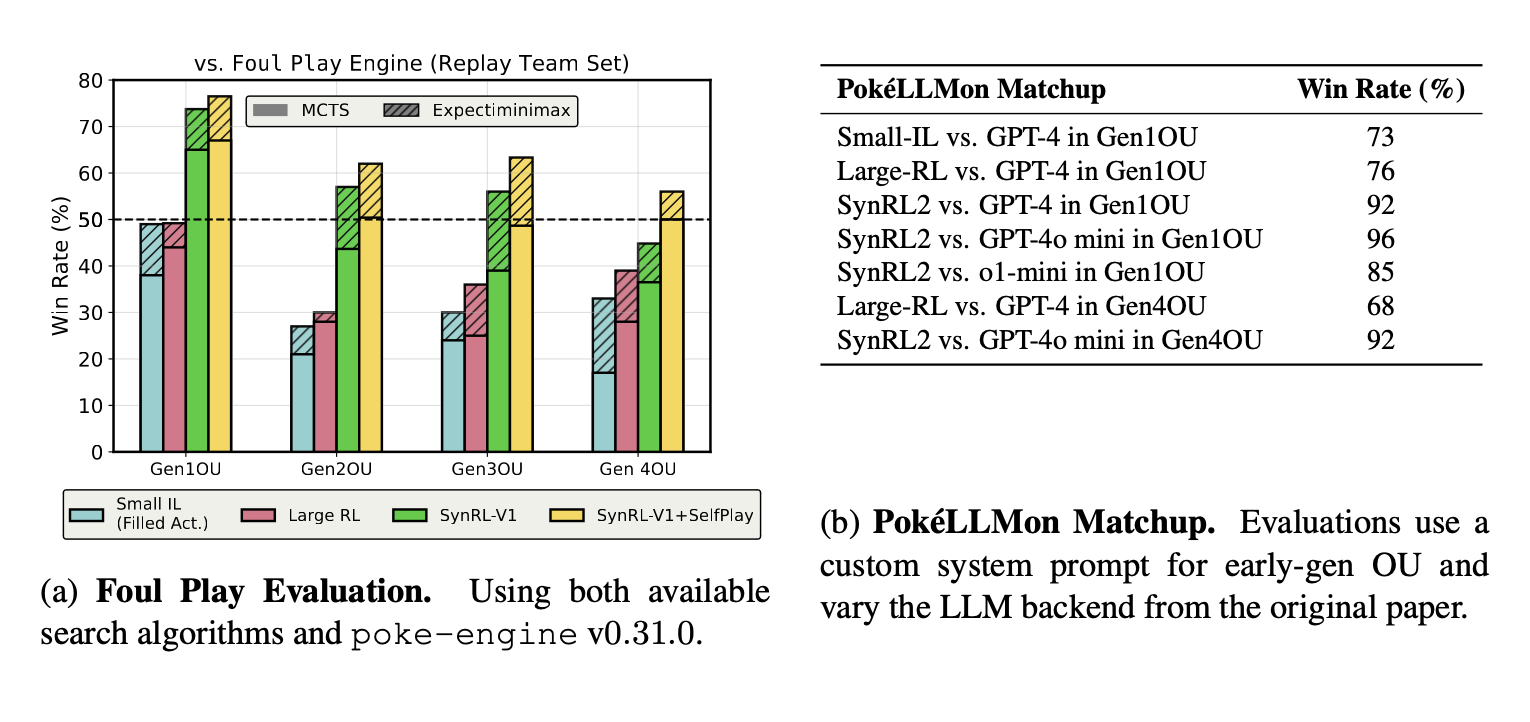 vs. Foul Play Engine (Replay Team Set)
Win Rate (%)
80
70
60
50
40
30
20
10
0
MCTS
Expectiminimax
Gen1OU
Gen2OU
Gen3OU
Gen 4OU
Small IL
(Filled Act.)
Large RL
SynRL-V1
SynRL-V1+SelfPlay
(a) Foul Play Evaluation. Using both available
search algorithms and poke-engine v0.31.0.
PokéLLMon Matchup Win Rate (%)
Small-IL vs. GPT-4 in Gen1OU 73
Large-RL vs. GPT-4 in Gen1OU 76
SynRL2 vs. GPT-4 in Gen1OU 92
SynRL2 vs. GPT-4o mini in Gen1OU 96
SynRL2 vs. o1-mini in Gen1OU 85
Large-RL vs. GPT-4 in Gen4OU 68
SynRL2 vs. GPT-4o mini in Gen4OU 92
(b) PokéLLMon Matchup. Evaluations use a
custom system prompt for early-gen OU and
vary the LLM backend from the original paper.